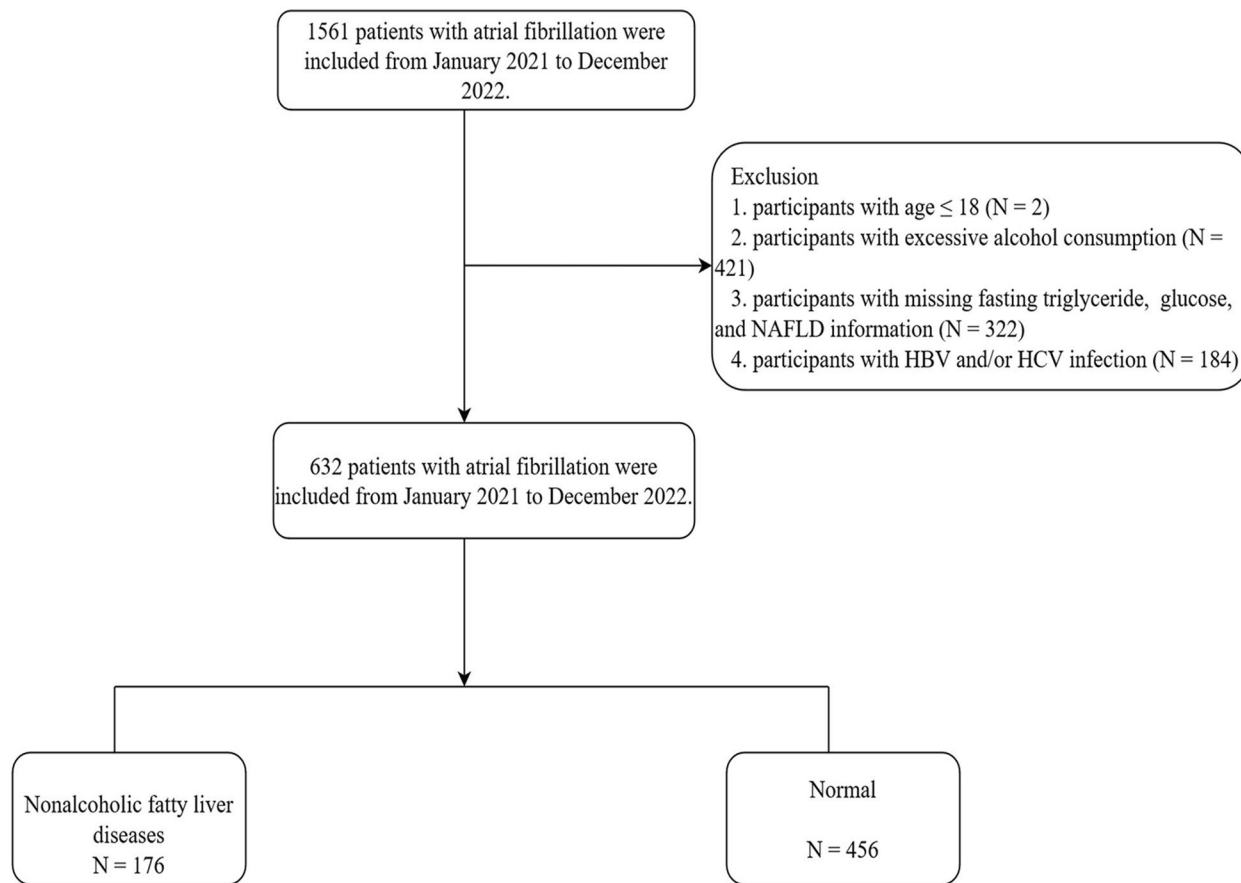 1561 patients with atrial fibrillation were
included from January 2021 to December
2022.
Exclusion
1. participants with age ≤ 18 (N = 2)
2. participants with excessive alcohol consumption (N =
421)
3. participants with missing fasting triglyceride, glucose,
and NAFLD information (N = 322)
4. participants with HBV and/or HCV infection (N = 184)
632 patients with atrial fibrillation were
included from January 2021 to December 2022.
Nonalcoholic fatty liver
diseases
N = 176
Normal
N = 456